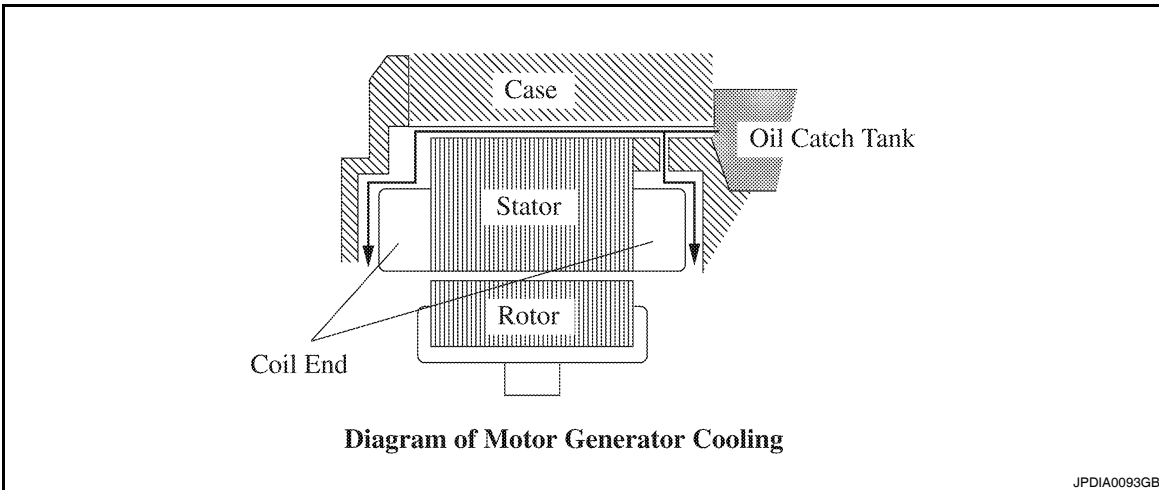 Case
Oil Catch Tank
Stator
Rotor
Coil End
Diagram of Motor Generator Cooling
JPDIA0093GB